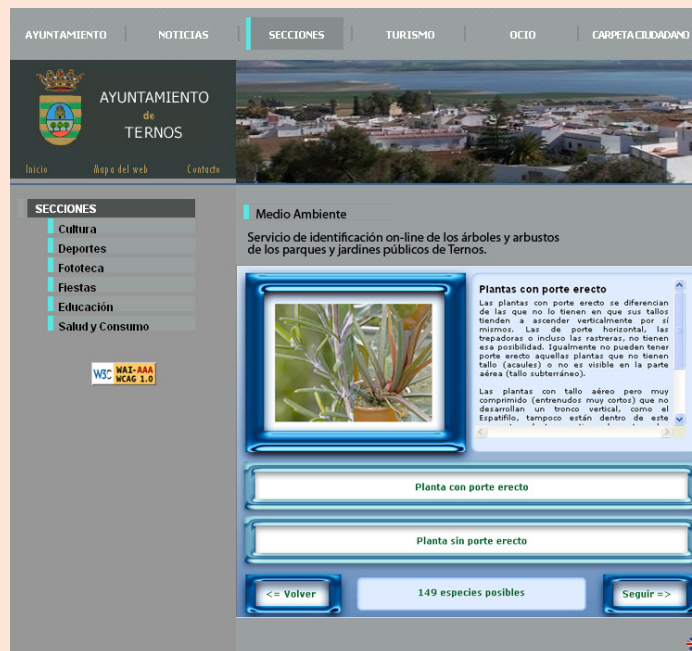 AYUNTAMIENTO NOTICIAS SECCIONES TURISMO OCIO CARPETA CIUDADANO
AYUNTAMIENTO
de
TERNOS
Inicio Mapa del web Contacto
SECCIONES
Cultura
Deportes
Fototeca
Fiestas
Educación
Salud y Consumo
W3C WAI-AAA
WCAG 1.0
Medio Ambiente
Servicio de identificación on-line de los árboles y arbustos
de los parques y jardines públicos de Ternos.
Plantas con porte erecto
Las plantas con porte erecto se diferencian
de las que no lo tienen en que sus tallos
tienden a ascender verticalmente por sí
mismos. Las de porte horizontal, las
trepadoras o incluso las rastreras, no tienen
esa posibilidad. Igualmente no pueden tener
porte erecto aquellas plantas que no tienen
tallo (acaules) o no es visible en la parte
aérea (tallo subterráneo).
Las plantas con tallo aéreo pero muy
comprimido (entrenudos muy cortos) que no
desarrollan un tronco vertical, como el
Espatifilo, tampoco están dentro de este
Planta con porte erecto
Planta sin porte erecto
<= Volver 149 especies posibles Seguir =>